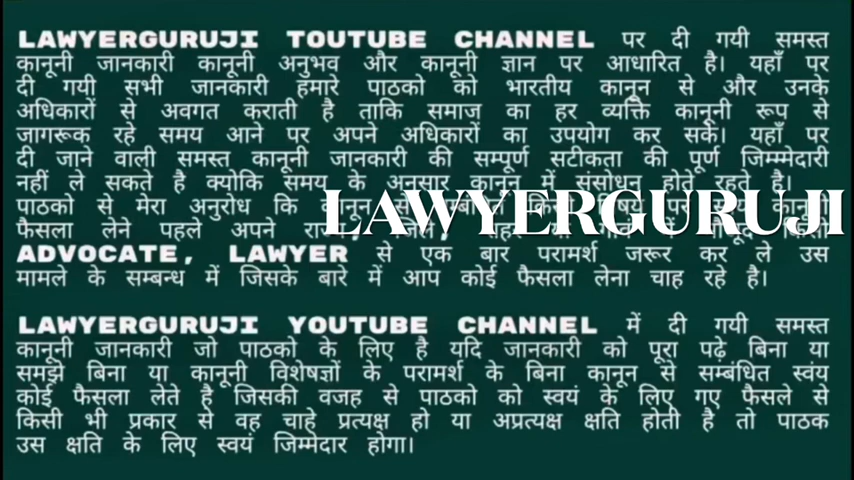 LAWYERGURUJI TOUTUBE CHANNEL पर दी गयी समस्त
कानूनी जानकारी कानूनी अनुभव और कानूनी ज्ञान पर आधारित है। यहाँ पर
दी गयी सभी जानकारी हमारे पाठको को भारतीय कानून से और उनके
अधिकारों से अवगत कराती है ताकि समाज का हर व्यक्ति कानूनी रूप से
जागरूक रहे समय आने पर अपने अधिकारों का उपयोग कर सकें। यहाँ पर
दी जाने वाली समस्त कानूनी जानकारी की सम्पूर्ण सटीकता की पूर्ण जिम्मेदारी
नहीं ले सकते है क्योकि समय के अनुसार कानून में संसोधन होते रहते है।
पाठको से मेरा अनुरोध कि
LAWYERGURUJI
फैसला लेने पहले अपने
ADVOCATE, LAWYER से एक बार परामर्श जरूर कर ले उस
मामले के सम्बन्ध में जिसके बारे में आप कोई फैसला लेना चाह रहे है।
LAWYERGURUJI YOUTUBE CHANNEL में दी गयी समस्त
कानूनी जानकारी जो पाठको के लिए है यदि जानकारी को पूरा पढ़े बिना या
समझे बिना या कानूनी विशेषज्ञों के परामर्श के बिना कानून से सम्बंधित स्वंय
कोई फैसला लेते है जिसकी वजह से पाठको को स्वयं के लिए गए फैसले से
किसी भी प्रकार से वह चाहे प्रत्यक्ष हो या अप्रत्यक्ष क्षति होती है तो पाठक
उस क्षति के लिए स्वयं जिम्मेदार होगा।